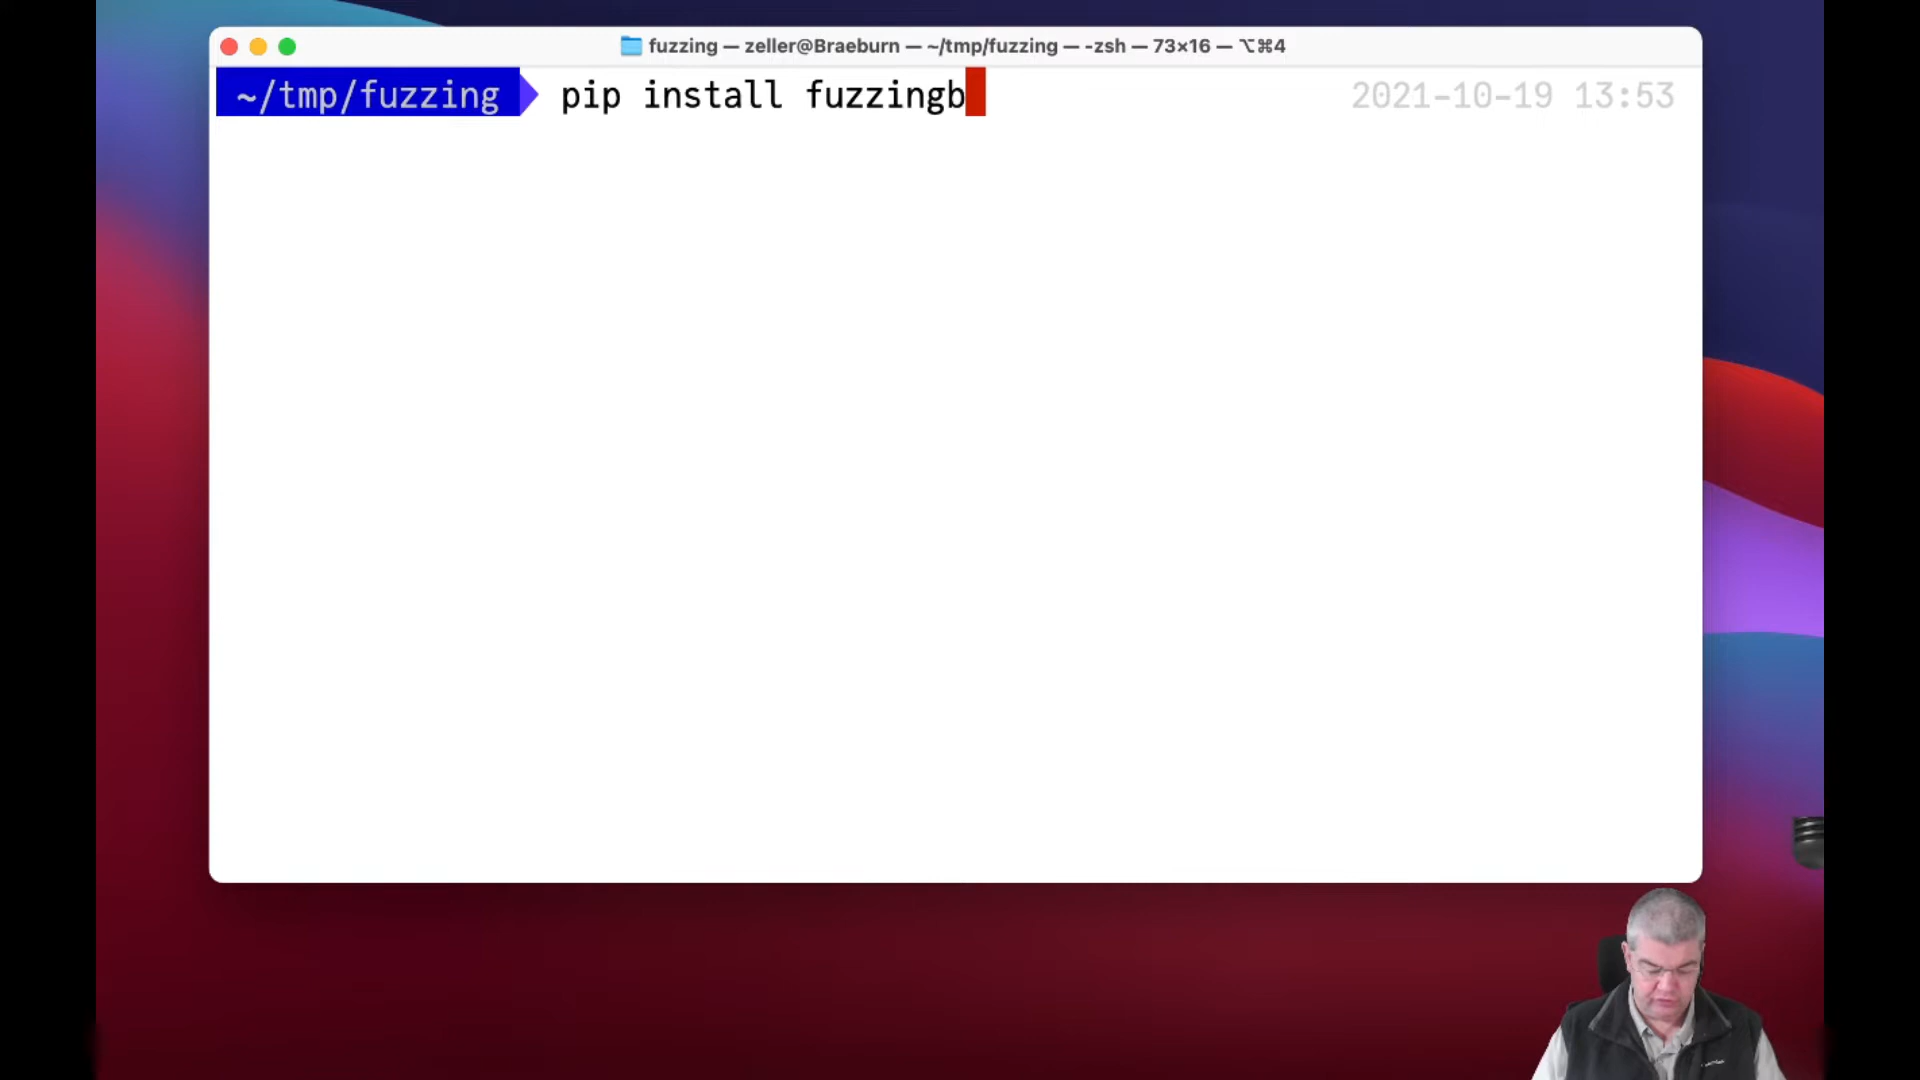 fuzzing — zeller@Braeburn — ~/tmp/fuzzing — -zsh — 73×16 — ⌥⌘4
~/tmp/fuzzing pip install fuzzingb 2021-10-19 13:53